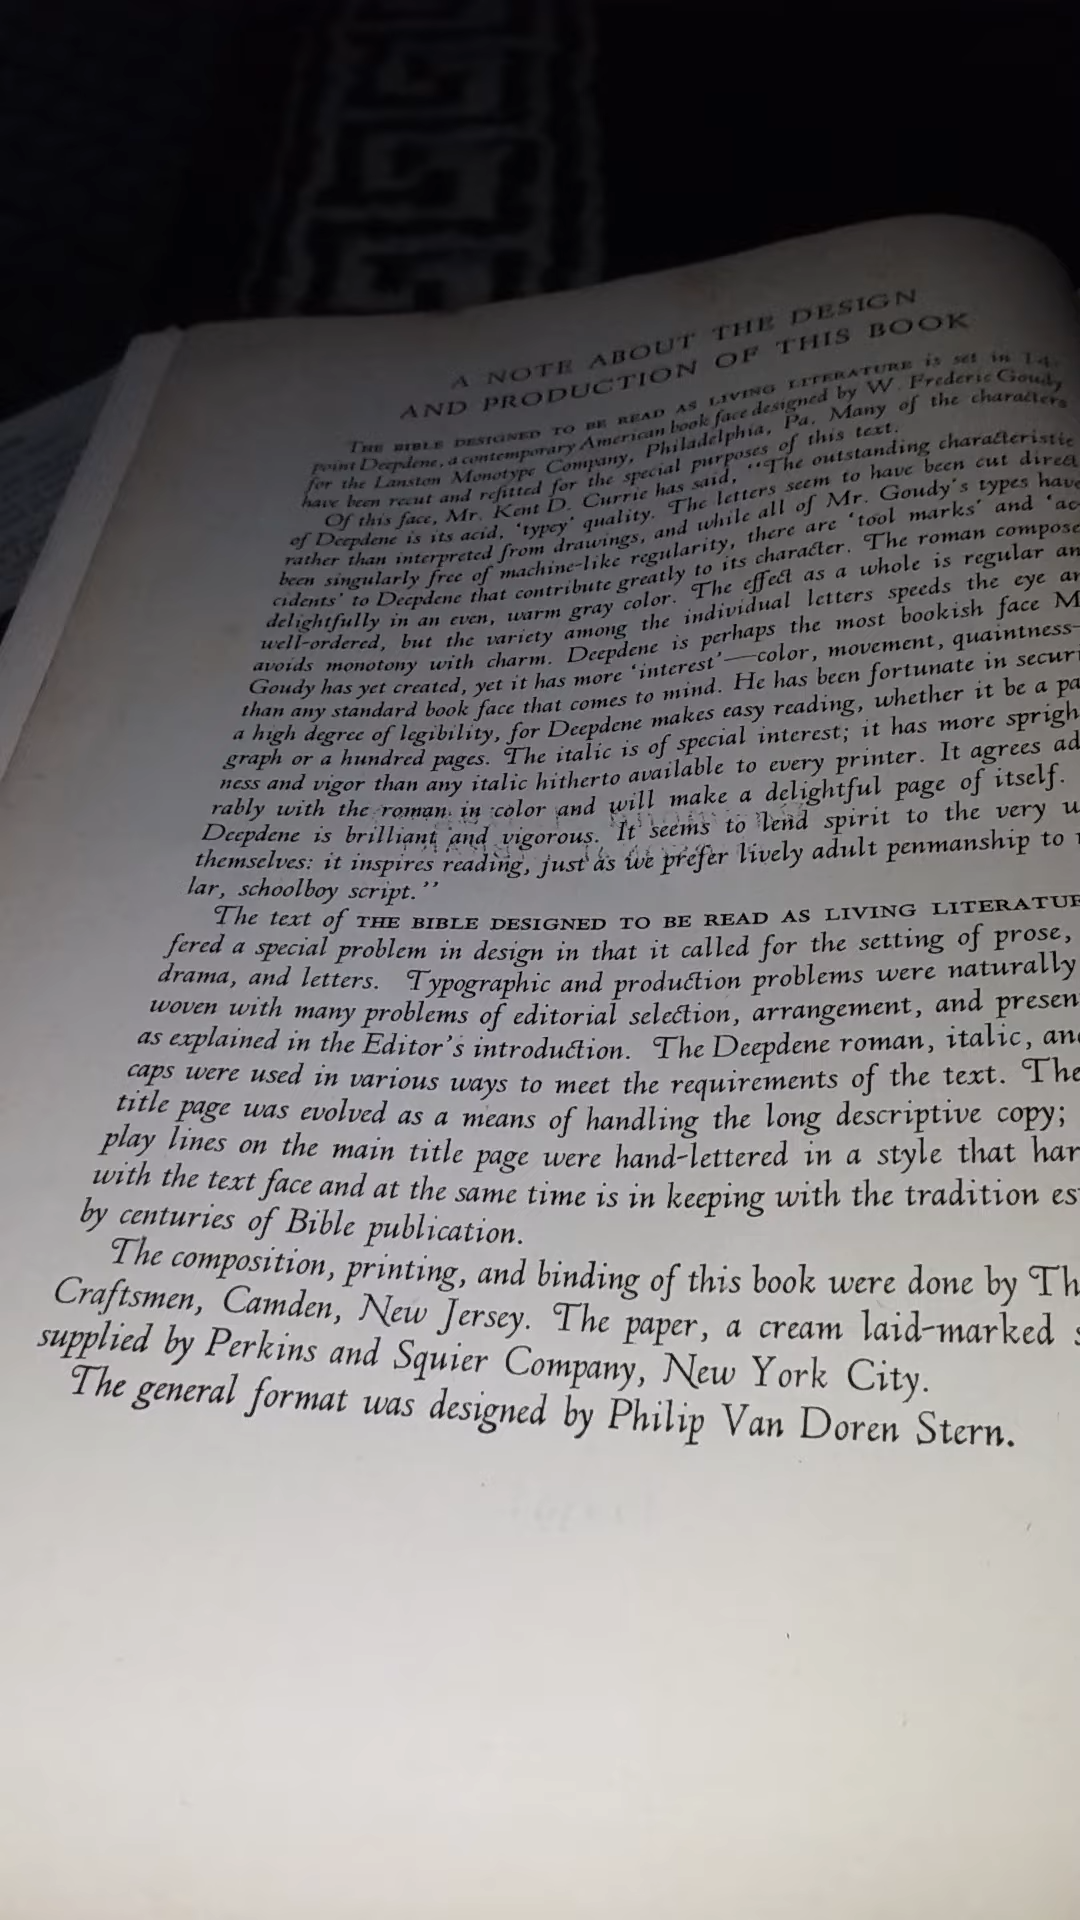 A NOTE ABOUT THE DESIGN
AND PRODUCTION OF THIS BOOK
THE BIBLE DESIGNED TO BE READ AS LIVING LITERATURE is set in 14-
point Deepdene, a contemporary American book face designed by W. Frederic Goudy
for the Lanston Monotype Company, Philadelphia, Pa. Many of the characters
have been recut and refitted for the special purposes of this text.
Of this face, Mr. Kent D. Currie has said, “The outstanding characteristic
of Deepdene is its acid, ‘typey’ quality. The letters seem to have been cut direct
rather than interpreted from drawings, and while all of Mr. Goudy’s types have
been singularly free of machine-like regularity, there are ‘tool marks’ and ‘ac-
cidents’ to Deepdene that contribute greatly to its character. The roman compose
delightfully in an even, warm gray color. The effect as a whole is regular an
well-ordered, but the variety among the individual letters speeds the eye an
avoids monotony with charm. Deepdene is perhaps the most bookish face M
Goudy has yet created, yet it has more ‘interest’—color, movement, quaintness—
than any standard book face that comes to mind. He has been fortunate in securi
a high degree of legibility, for Deepdene makes easy reading, whether it be a pa
graph or a hundred pages. The italic is of special interest; it has more spright
ness and vigor than any italic hitherto available to every printer. It agrees ad
rably with the roman in color and will make a delightful page of itself.
Deepdene is brilliant and vigorous. It seems to lend spirit to the very w
themselves: it inspires reading, just as we prefer lively adult penmanship to
lar, schoolboy script.”
The text of THE BIBLE DESIGNED TO BE READ AS LIVING LITERATUR
fered a special problem in design in that it called for the setting of prose,
drama, and letters. Typographic and production problems were naturally
woven with many problems of editorial selection, arrangement, and presen
as explained in the Editor’s introduction. The Deepdene roman, italic, and
caps were used in various ways to meet the requirements of the text. The
title page was evolved as a means of handling the long descriptive copy;
play lines on the main title page were hand-lettered in a style that har
with the text face and at the same time is in keeping with the tradition es
by centuries of Bible publication.
The composition, printing, and binding of this book were done by Th
Craftsmen, Camden, New Jersey. The paper, a cream laid-marked s
supplied by Perkins and Squier Company, New York City.
The general format was designed by Philip Van Doren Stern.